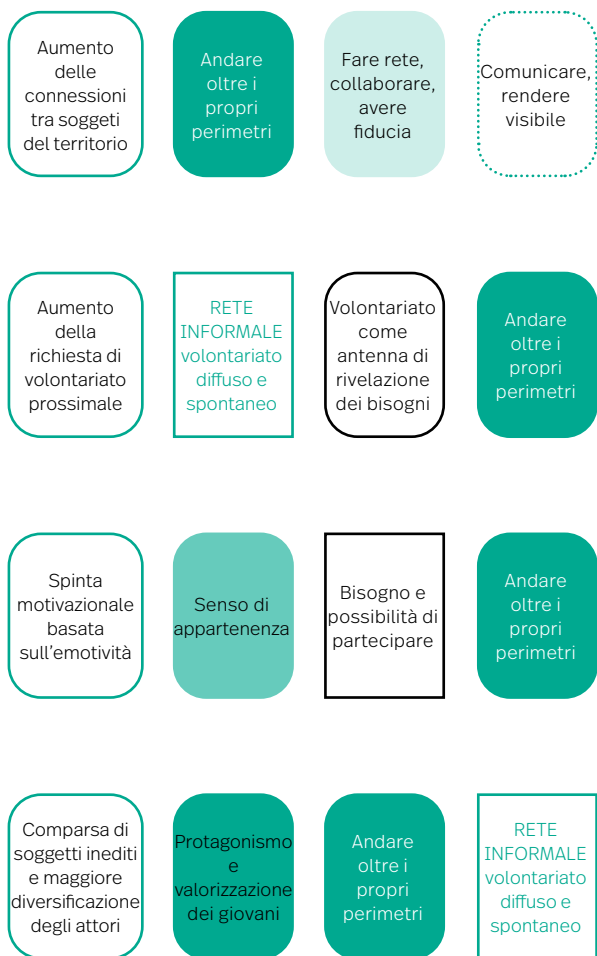 Aumento
delle
connessioni
tra soggeti
del territorio
Andare
oltre i
propri
perimetri
Fare rete,
collaborare,
avere
fiducia
Comunicare,
rendere
visibile
Aumento
della
richiesta di
volontariato
prossimale
RETE
INFORMALE
volontariato
diffuso e
spontaneo
Volontariato
come
antenna di
rivelazione
dei bisogni
Andare
oltre i
propri
perimetri
Spinta
motivazionale
basata
sull'emotività
Senso di
appartenenza
Bisogno e
possibilità di
partecipare
Andare
oltre i
propri
perimetri
Comparsa di
soggetti inediti
e maggiore
diversificazione
degli attori
Protagonismo
e
valorizzazione
dei giovani
Andare
oltre i
propri
perimetri
RETE
INFORMALE
volontariato
diffuso e
spontaneo